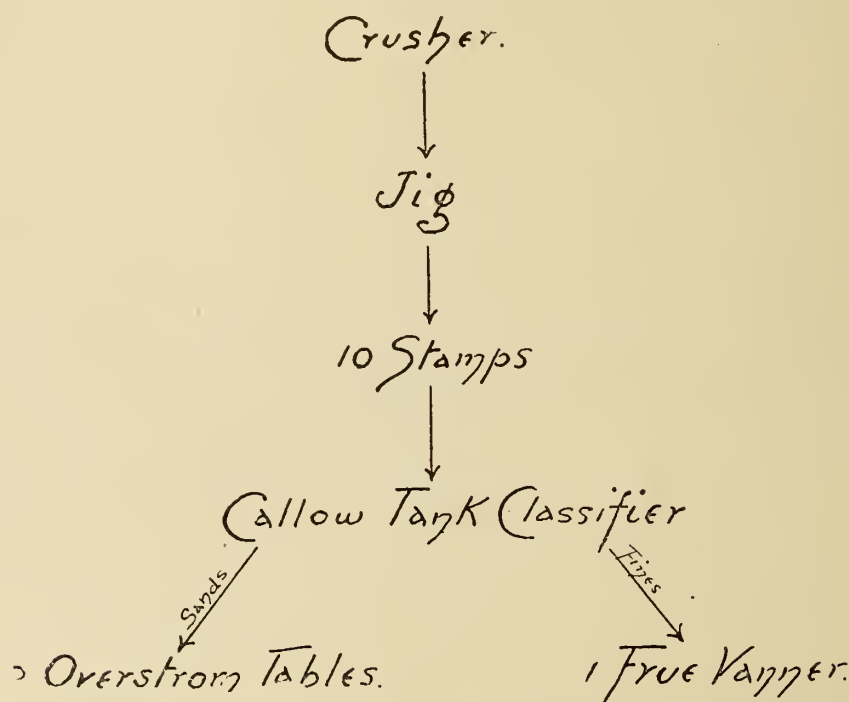 Crusher.
Jig
10 Stamps
Callow Tank Classifier
Sands
Fines
Overstrom Tables.
1 Frue Vanner.